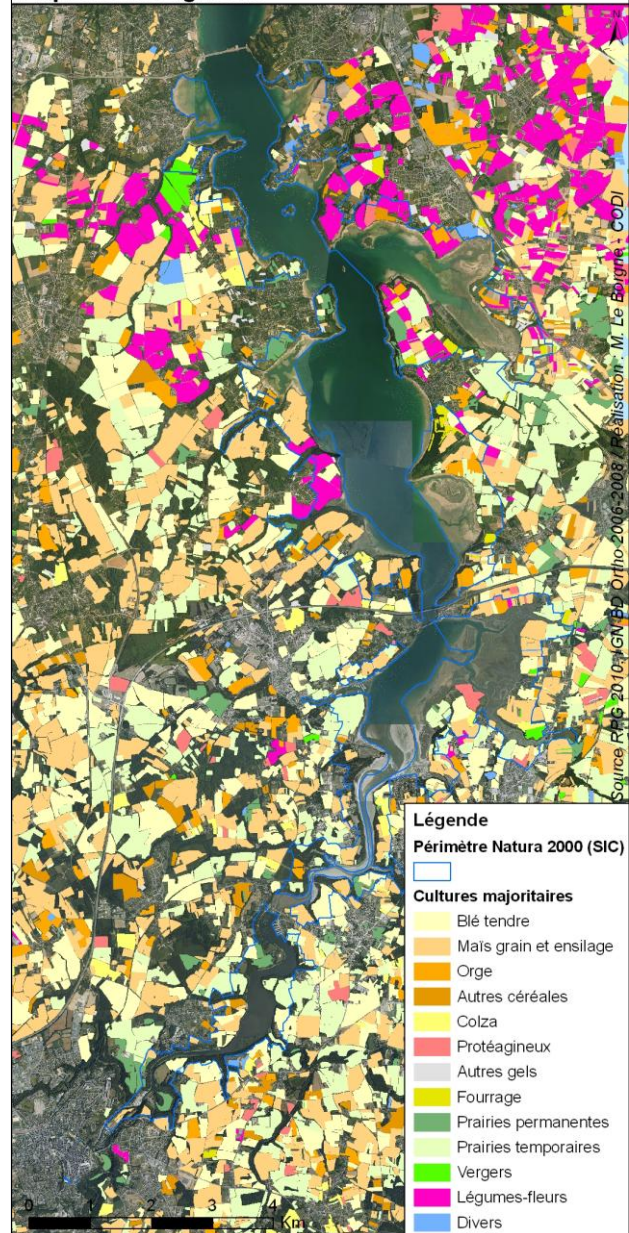 Source RPG 2010, IGN BD Ortho 2006-2008 / Réalisation : M. Le Borgne - CODI
Légende
Périmètre Natura 2000 (SIC)
Cultures majoritaires
Blé tendre
Maïs grain et ensilage
Orge
Autres céréales
Colza
Protéagineux
Autres gels
Fourrage
Prairies permanentes
Prairies temporaires
Vergers
Légumes-fleurs
Divers
0 1 2 3 4
Km